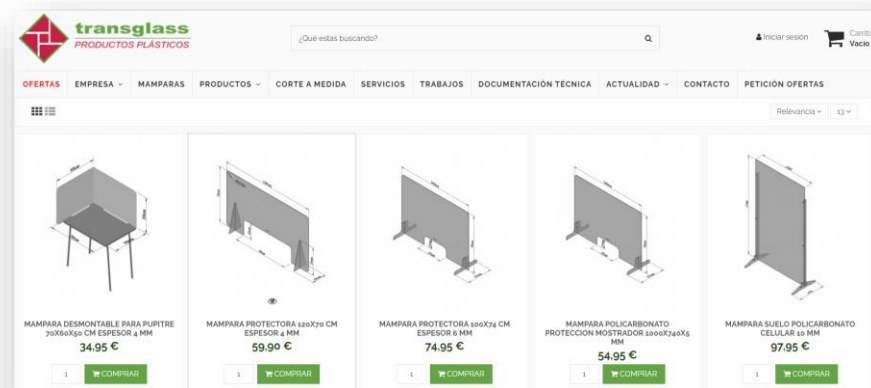 transglass
PRODUCTOS PLÁSTICOS
¿Qué estas buscando?
Iniciar sesión
Carrito
Vacío
OFERTAS EMPRESA MAMPARAS PRODUCTOS CORTE A MEDIDA SERVICIOS TRABAJOS DOCUMENTACIÓN TÉCNICA ACTUALIDAD CONTACTO PETICIÓN OFERTAS
Relevancia 13
MAMPARA DESMONTABLE PARA PUPITRE
70X60X50 CM ESPESOR 4 MM
34,95 €
1 COMPRAR
MAMPARA PROTECTORA 120X70 CM
ESPESOR 4 MM
59,90 €
1 COMPRAR
MAMPARA PROTECTORA 100X74 CM
ESPESOR 6 MM
74,95 €
1 COMPRAR
MAMPARA POLICARBONATO
PROTECCION MOSTRADOR 1000X740X5
MM
54,95 €
1 COMPRAR
MAMPARA SUELO POLICARBONATO
CELULAR 10 MM
97,95 €
1 COMPRAR